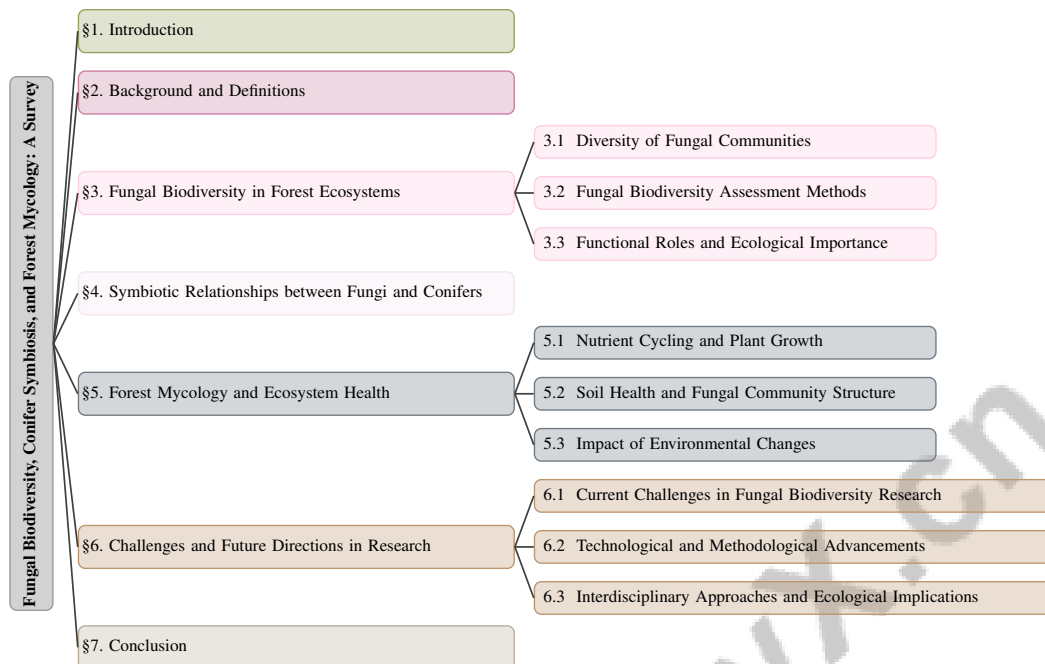 Fungal Biodiversity, Conifer Symbiosis, and Forest Mycology: A Survey
§1. Introduction
§2. Background and Definitions
§3. Fungal Biodiversity in Forest Ecosystems
3.1 Diversity of Fungal Communities
3.2 Fungal Biodiversity Assessment Methods
3.3 Functional Roles and Ecological Importance
§4. Symbiotic Relationships between Fungi and Conifers
§5. Forest Mycology and Ecosystem Health
5.1 Nutrient Cycling and Plant Growth
5.2 Soil Health and Fungal Community Structure
5.3 Impact of Environmental Changes
§6. Challenges and Future Directions in Research
6.1 Current Challenges in Fungal Biodiversity Research
6.2 Technological and Methodological Advancements
6.3 Interdisciplinary Approaches and Ecological Implications
§7. Conclusion